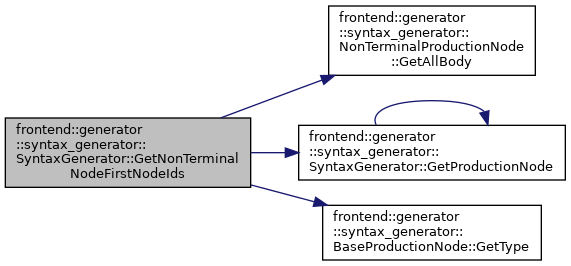 frontend::generator
::syntax_generator::
SyntaxGenerator::GetNonTerminal
NodeFirstNodeIds
frontend::generator
::syntax_generator::
NonTerminalProductionNode
::GetAllBody
frontend::generator
::syntax_generator::
SyntaxGenerator::GetProductionNode
frontend::generator
::syntax_generator::
BaseProductionNode::GetType